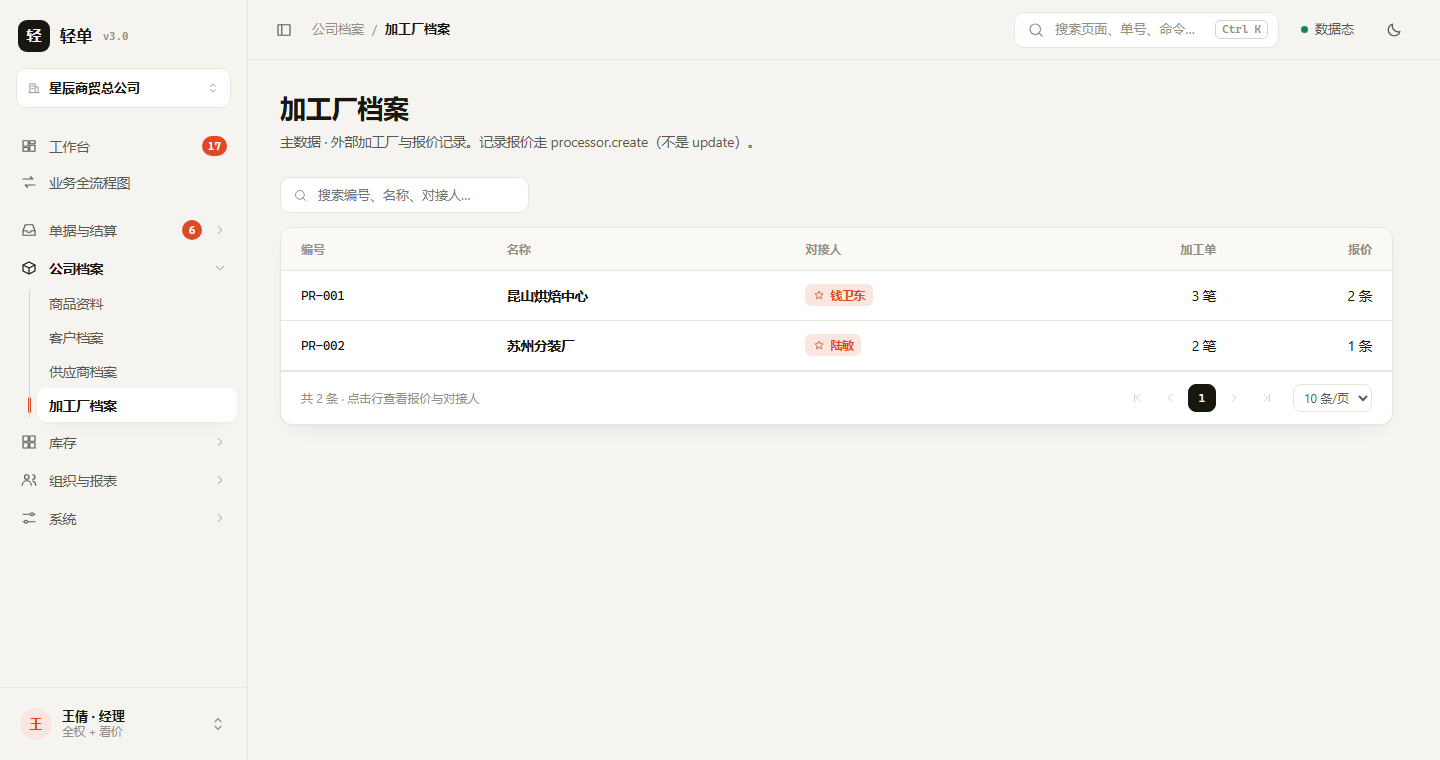 轻 轻单 v3.0
公司档案 / 加工厂档案
搜索页面、单号、命令... Ctrl K
数据态
星辰商贸总公司
工作台 17
业务全流程图
单据与结算 6
公司档案
商品资料
客户档案
供应商档案
加工厂档案
库存
组织与报表
系统
王 王倩 · 经理
全权 + 看价
加工厂档案
主数据 · 外部加工厂与报价记录。记录报价走 processor.create（不是 update）。
搜索编号、名称、对接人...
编号 名称 对接人 加工单 报价
PR-001 昆山烘焙中心 钱卫东 3 笔 2 条
PR-002 苏州分装厂 陆敏 2 笔 1 条
共 2 条 · 点击行查看报价与对接人 1 10 条/页